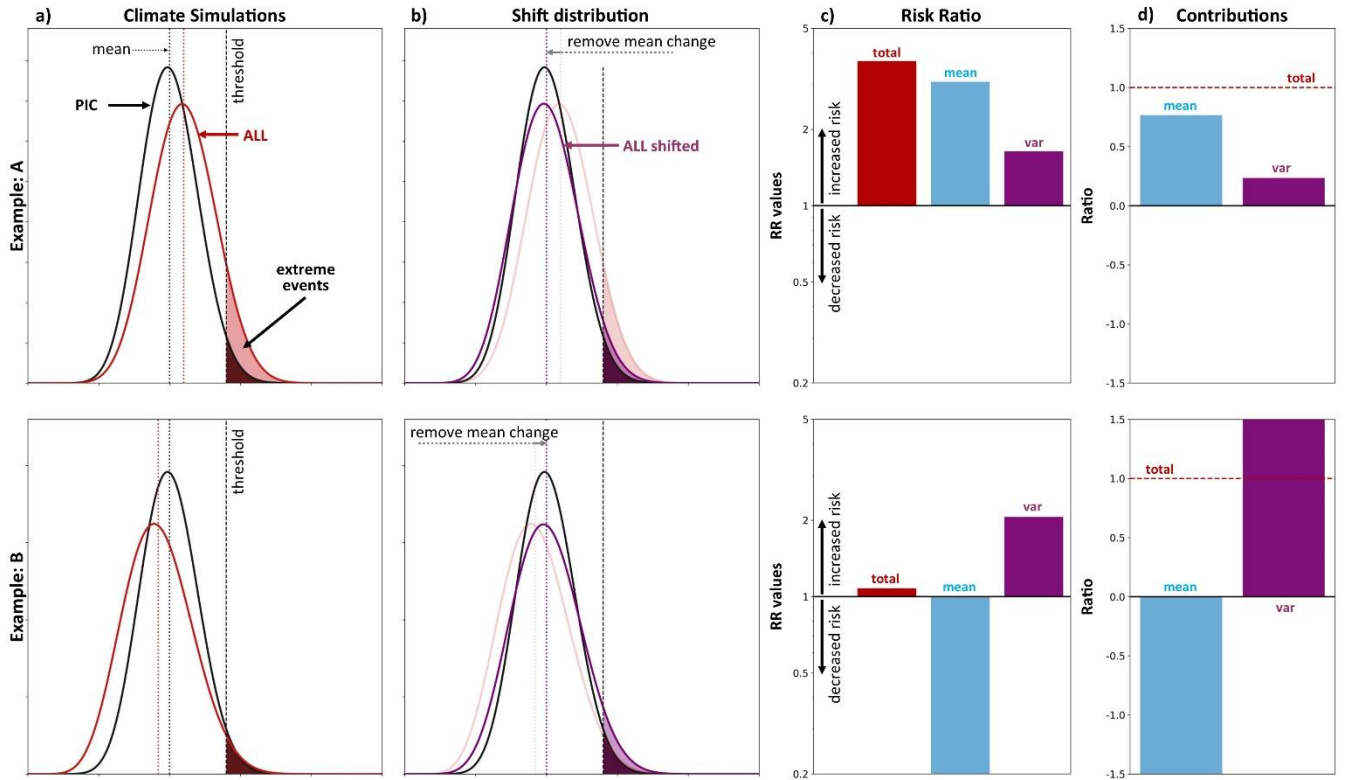 a) Climate Simulations
b) Shift distribution
c) Risk Ratio
d) Contributions
Example: A
mean
threshold
PIC
ALL
extreme
events
remove mean change
ALL shifted
RR values
5
2
1
0.5
0.2
increased risk
decreased risk
total
mean
var
Ratio
1.5
1.0
0.5
0.0
-0.5
-1.0
-1.5
total
mean
var
Example: B
threshold
remove mean change
RR values
5
2
1
0.5
0.2
increased risk
decreased risk
total
mean
var
Ratio
1.5
1.0
0.5
0.0
-0.5
-1.0
-1.5
total
mean
var